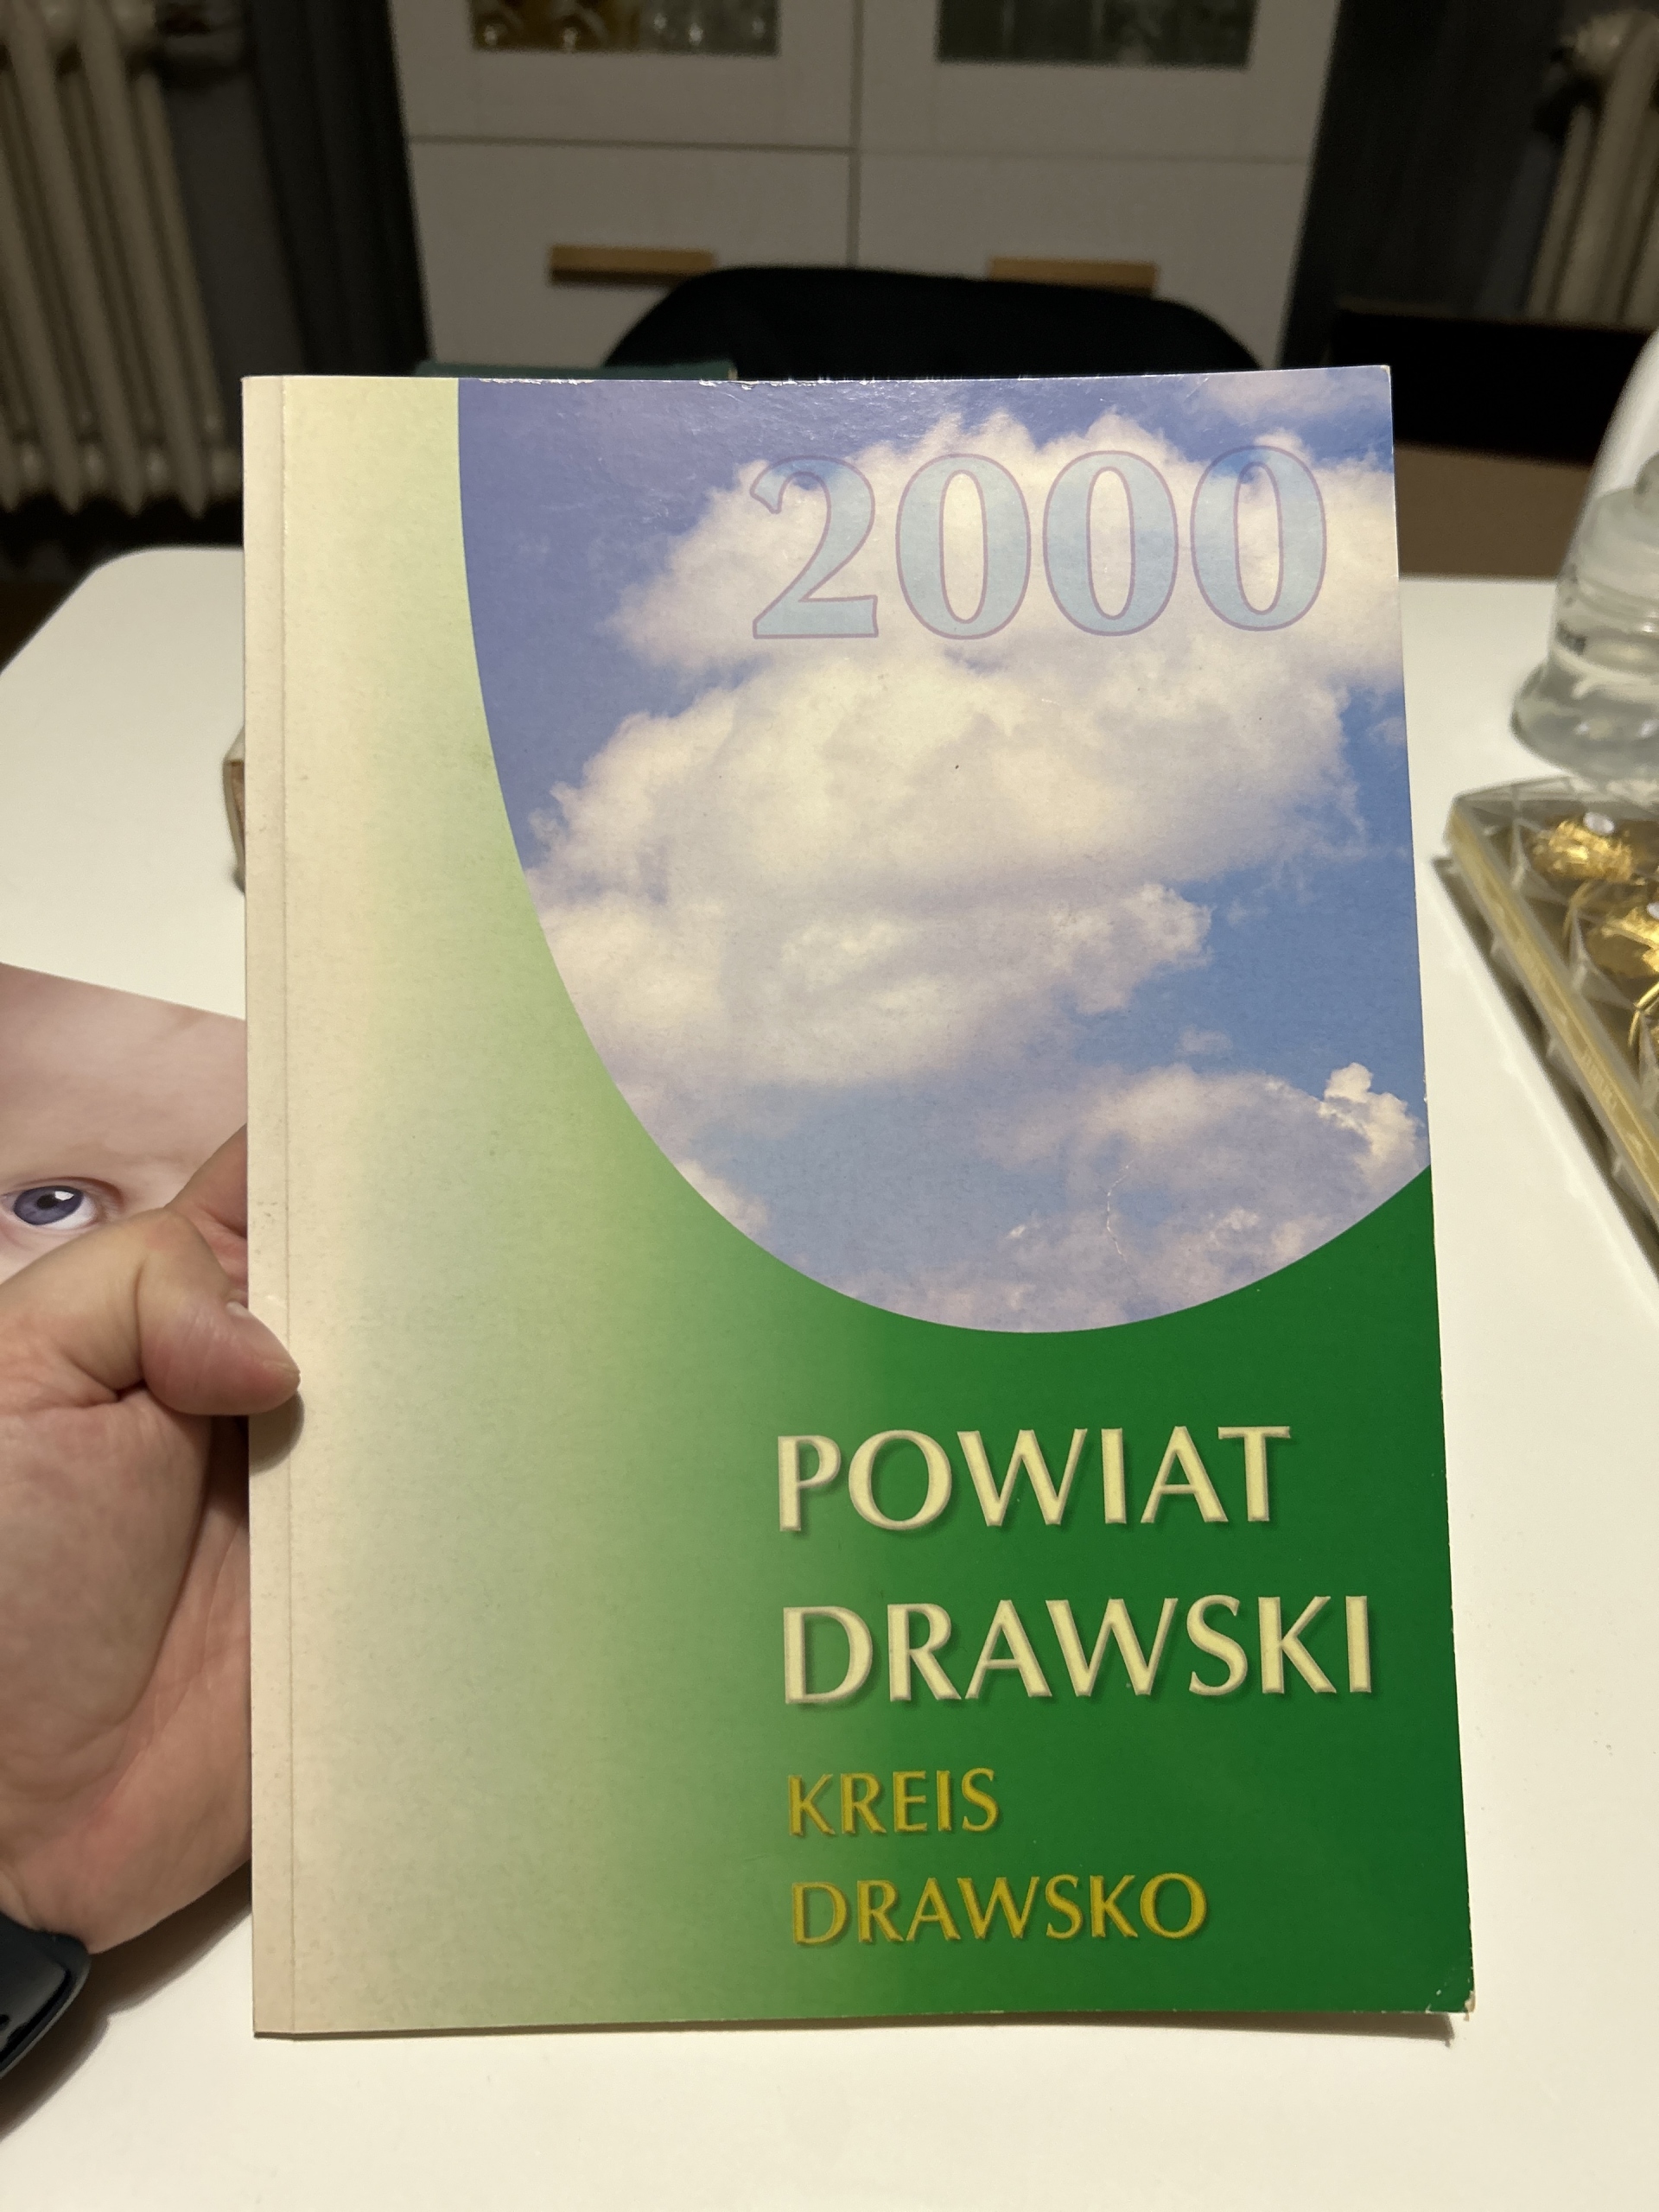 2000
POWIAT
DRAWSKI
KREIS
DRAWSKO